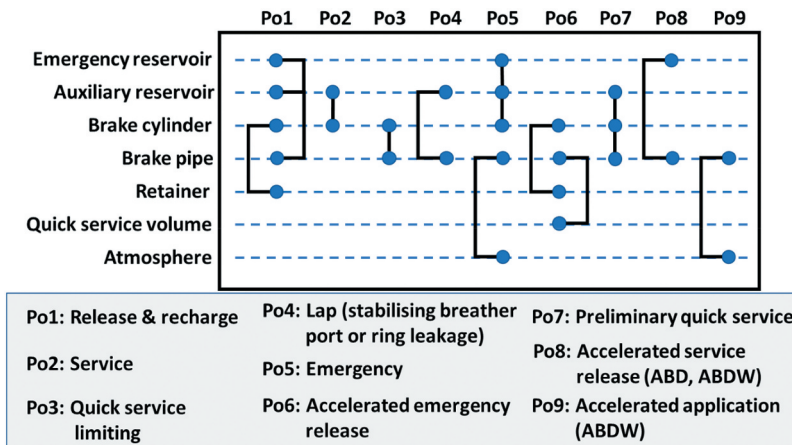 Po1 Po2 Po3 Po4 Po5 Po6 Po7 Po8 Po9
Emergency reservoir
Auxiliary reservoir
Brake cylinder
Brake pipe
Retainer
Quick service volume
Atmosphere
Po1: Release & recharge
Po2: Service
Po3: Quick service
limiting
Po4: Lap (stabilising breather
port or ring leakage)
Po5: Emergency
Po6: Accelerated emergency
release
Po7: Preliminary quick service
Po8: Accelerated service
release (ABD, ABDW)
Po9: Accelerated application
(ABDW)